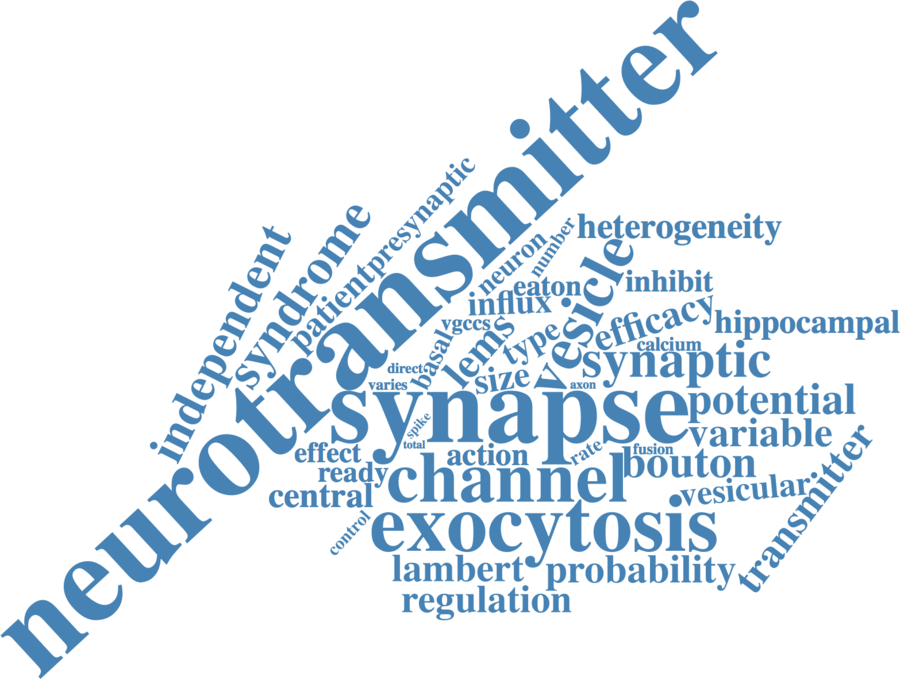 neurotransmitter
presynaptic
patient
syndrome
independent
number
neuron
heterogeneity
vesicle
eaton
inhibit
influx
vgccs
lems
type
efficacy
hippocampal
calcium
basal
direct
varies
size
axon
synaptic
synapse
potential
spike
total
variable
effect
action
rate
fusion
bouton
ready
channel
central
vesicular
transmitter
control
exocytosis
lambert
probability
regulation